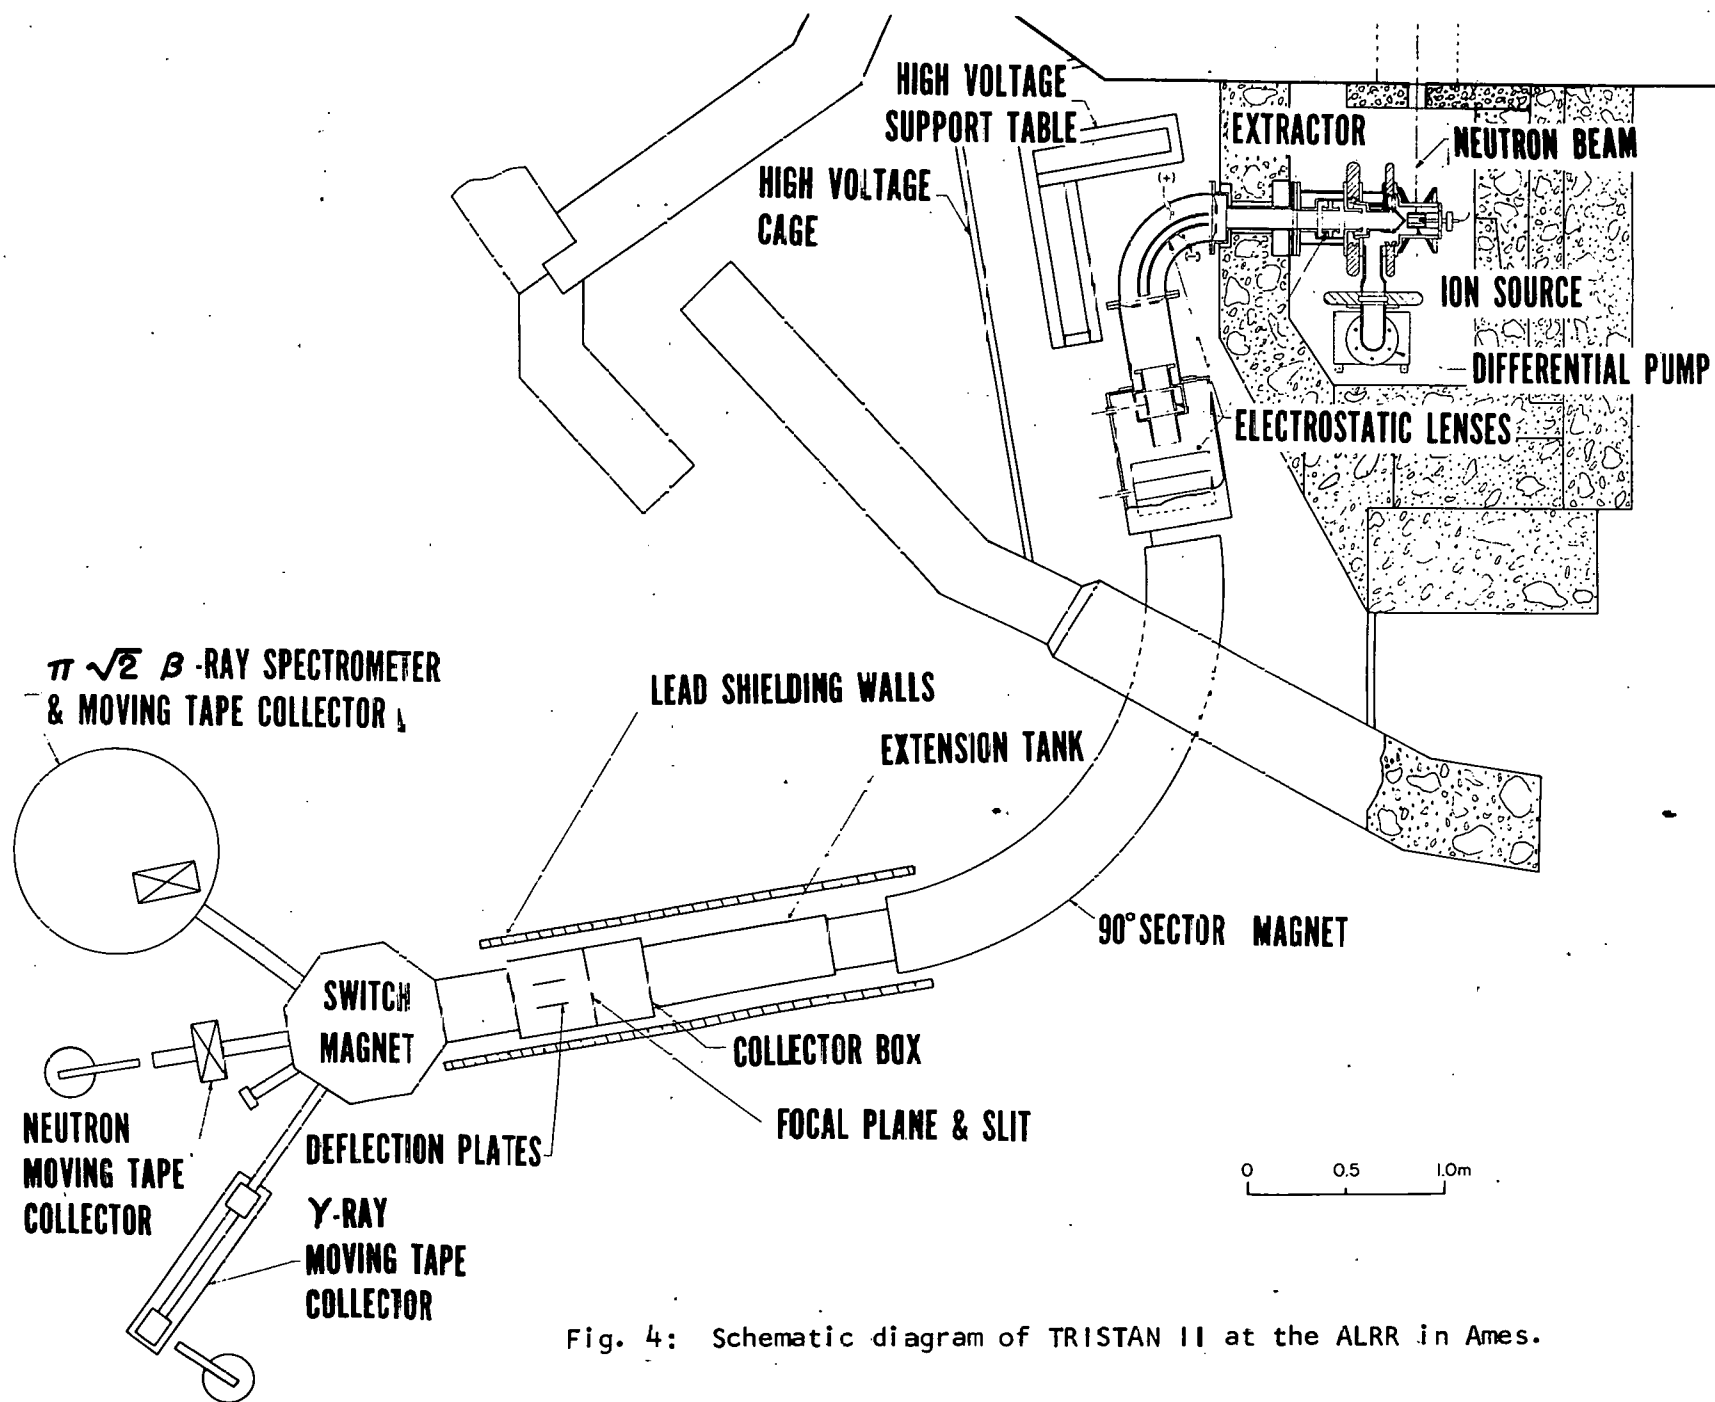 HIGH VOLTAGE
SUPPORT TABLE
EXTRACTOR
NEUTRON BEAM
HIGH VOLTAGE
CAGE
(+)
(-)
ION SOURCE
DIFFERENTIAL PUMP
ELECTROSTATIC LENSES
π √2 β-RAY SPECTROMETER
& MOVING TAPE COLLECTOR
LEAD SHIELDING WALLS
EXTENSION TANK
90° SECTOR MAGNET
SWITCH
MAGNET
COLLECTOR BOX
FOCAL PLANE & SLIT
DEFLECTION PLATES
NEUTRON
MOVING TAPE
COLLECTOR
γ-RAY
MOVING TAPE
COLLECTOR
0 0.5 1.0m
Fig. 4: Schematic diagram of TRISTAN II at the ALRR in Ames.